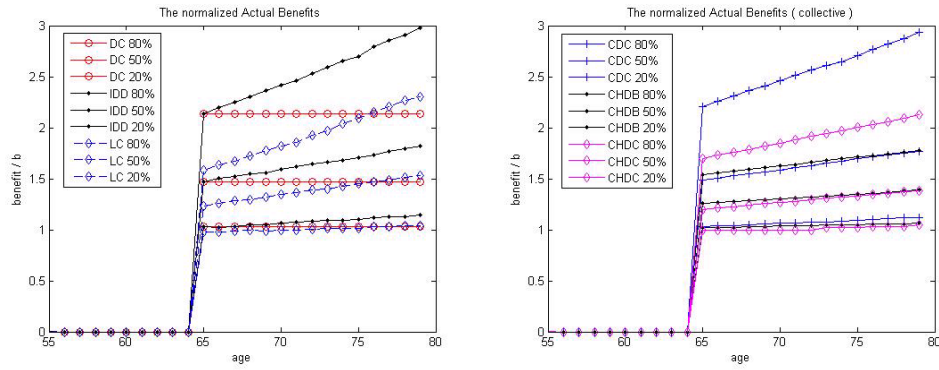 The normalized Actual Benefits
3
2.5
2
1.5
1
0.5
0
benefit / b
DC 80%
DC 50%
DC 20%
IDD 80%
IDD 50%
IDD 20%
LC 80%
LC 50%
LC 20%
55
60
65
70
75
80
age
The normalized Actual Benefits ( collective )
3
2.5
2
1.5
1
0.5
0
benefit / b
CDC 80%
CDC 50%
CDC 20%
CHDB 80%
CHDB 50%
CHDB 20%
CHDC 80%
CHDC 50%
CHDC 20%
55
60
65
70
75
80
age